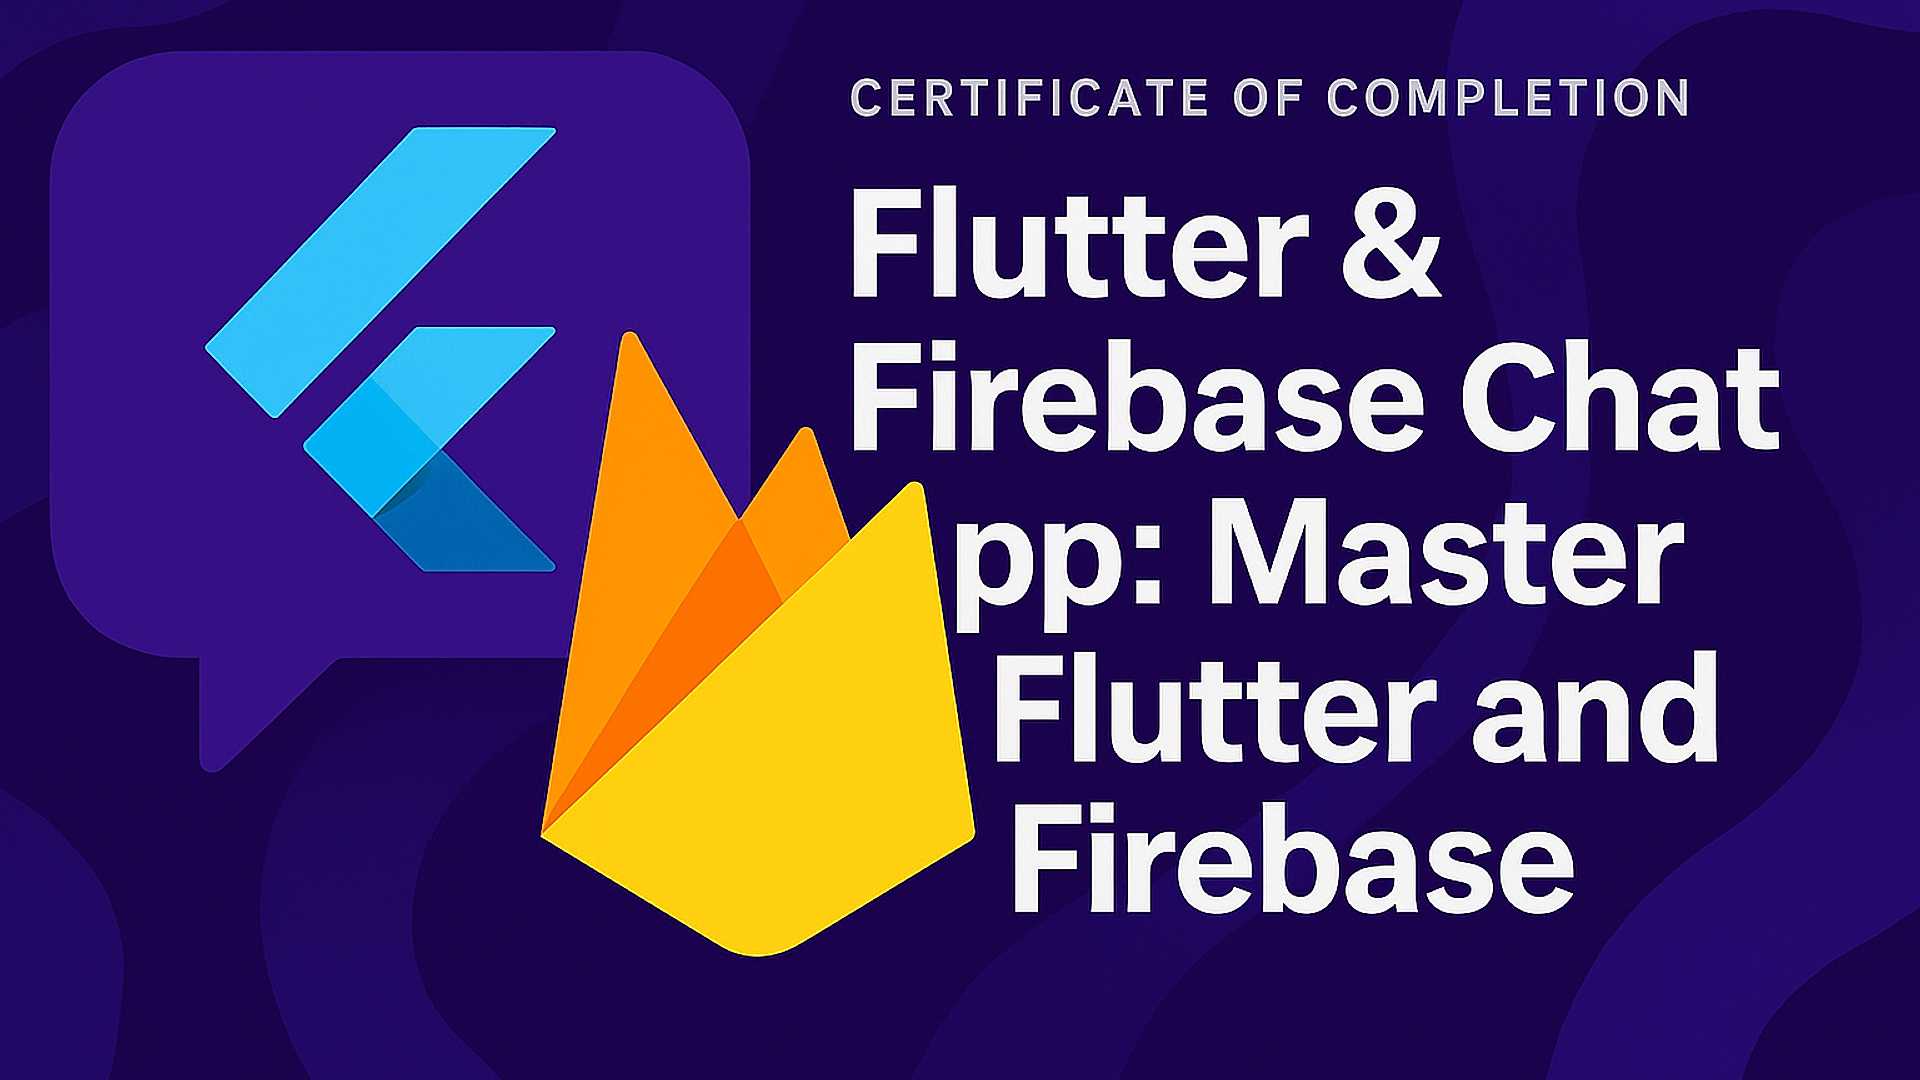 CERTIFICATE OF COMPLETION
Flutter &
Firebase Chat
pp: Master
Flutter and
Firebase